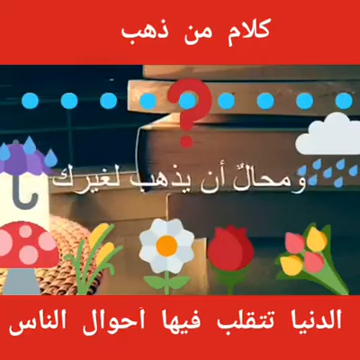 كلام من ذهب
ومحالٌ أن يذهب لغيرك
الدنيا تتقلب فيها أحوال الناس